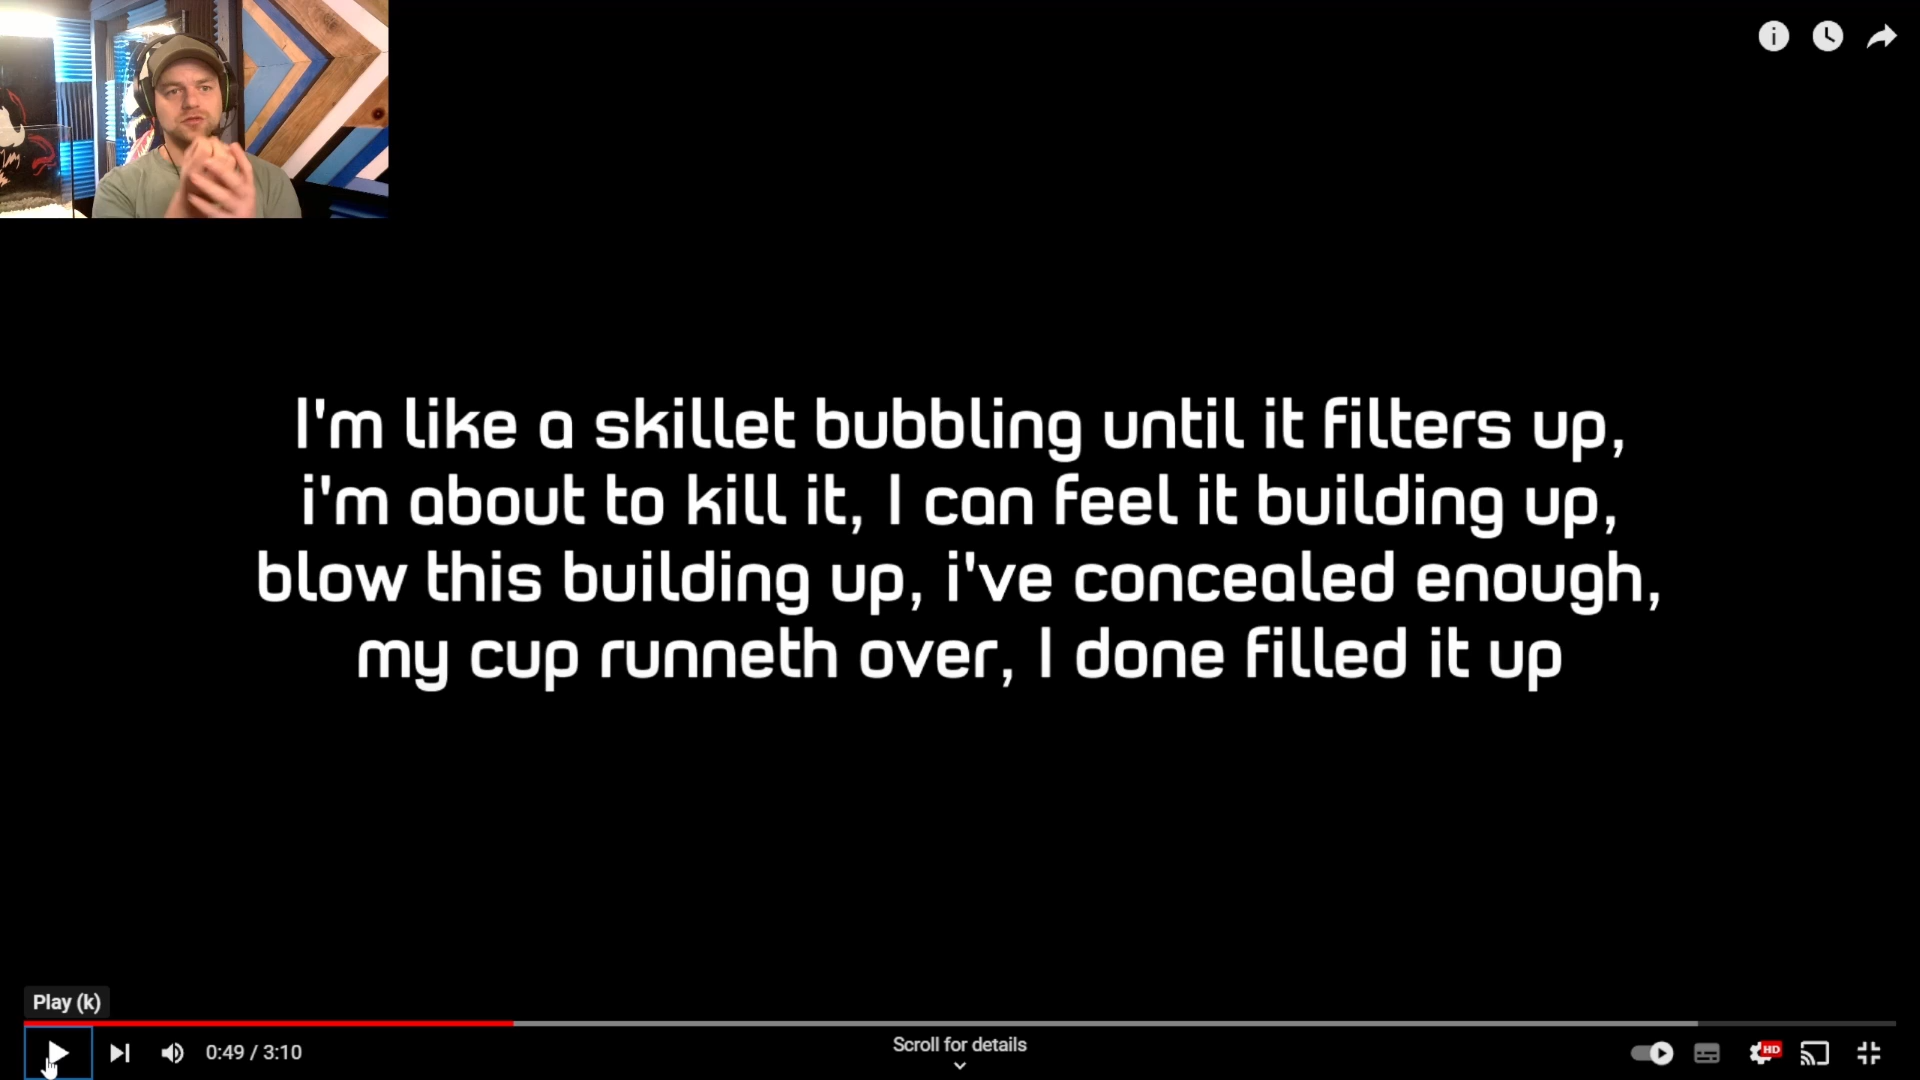 I'm like a skillet bubbling until it filters up,
i'm about to kill it, I can feel it building up,
blow this building up, i've concealed enough,
my cup runneth over, I done filled it up
Play (k)
0:49 / 3:10
Scroll for details
HD